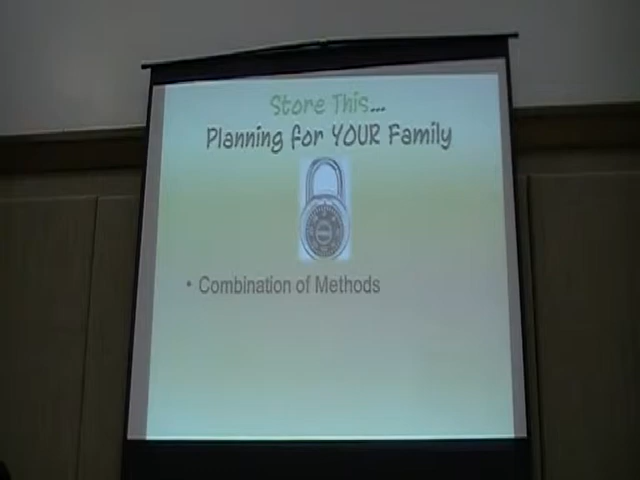 Store This...
Planning for YOUR Family
• Combination of Methods